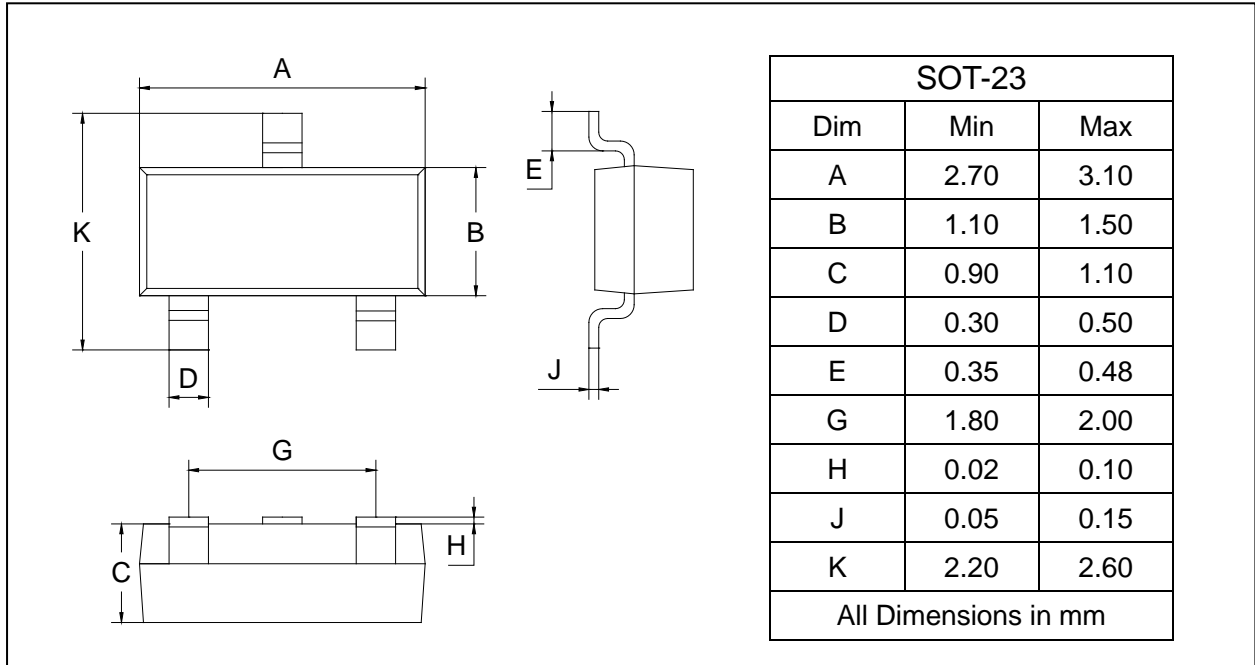 A
K
B
D
E
J
G
C
H
SOT-23
Dim Min Max
A 2.70 3.10
B 1.10 1.50
C 0.90 1.10
D 0.30 0.50
E 0.35 0.48
G 1.80 2.00
H 0.02 0.10
J 0.05 0.15
K 2.20 2.60
All Dimensions in mm